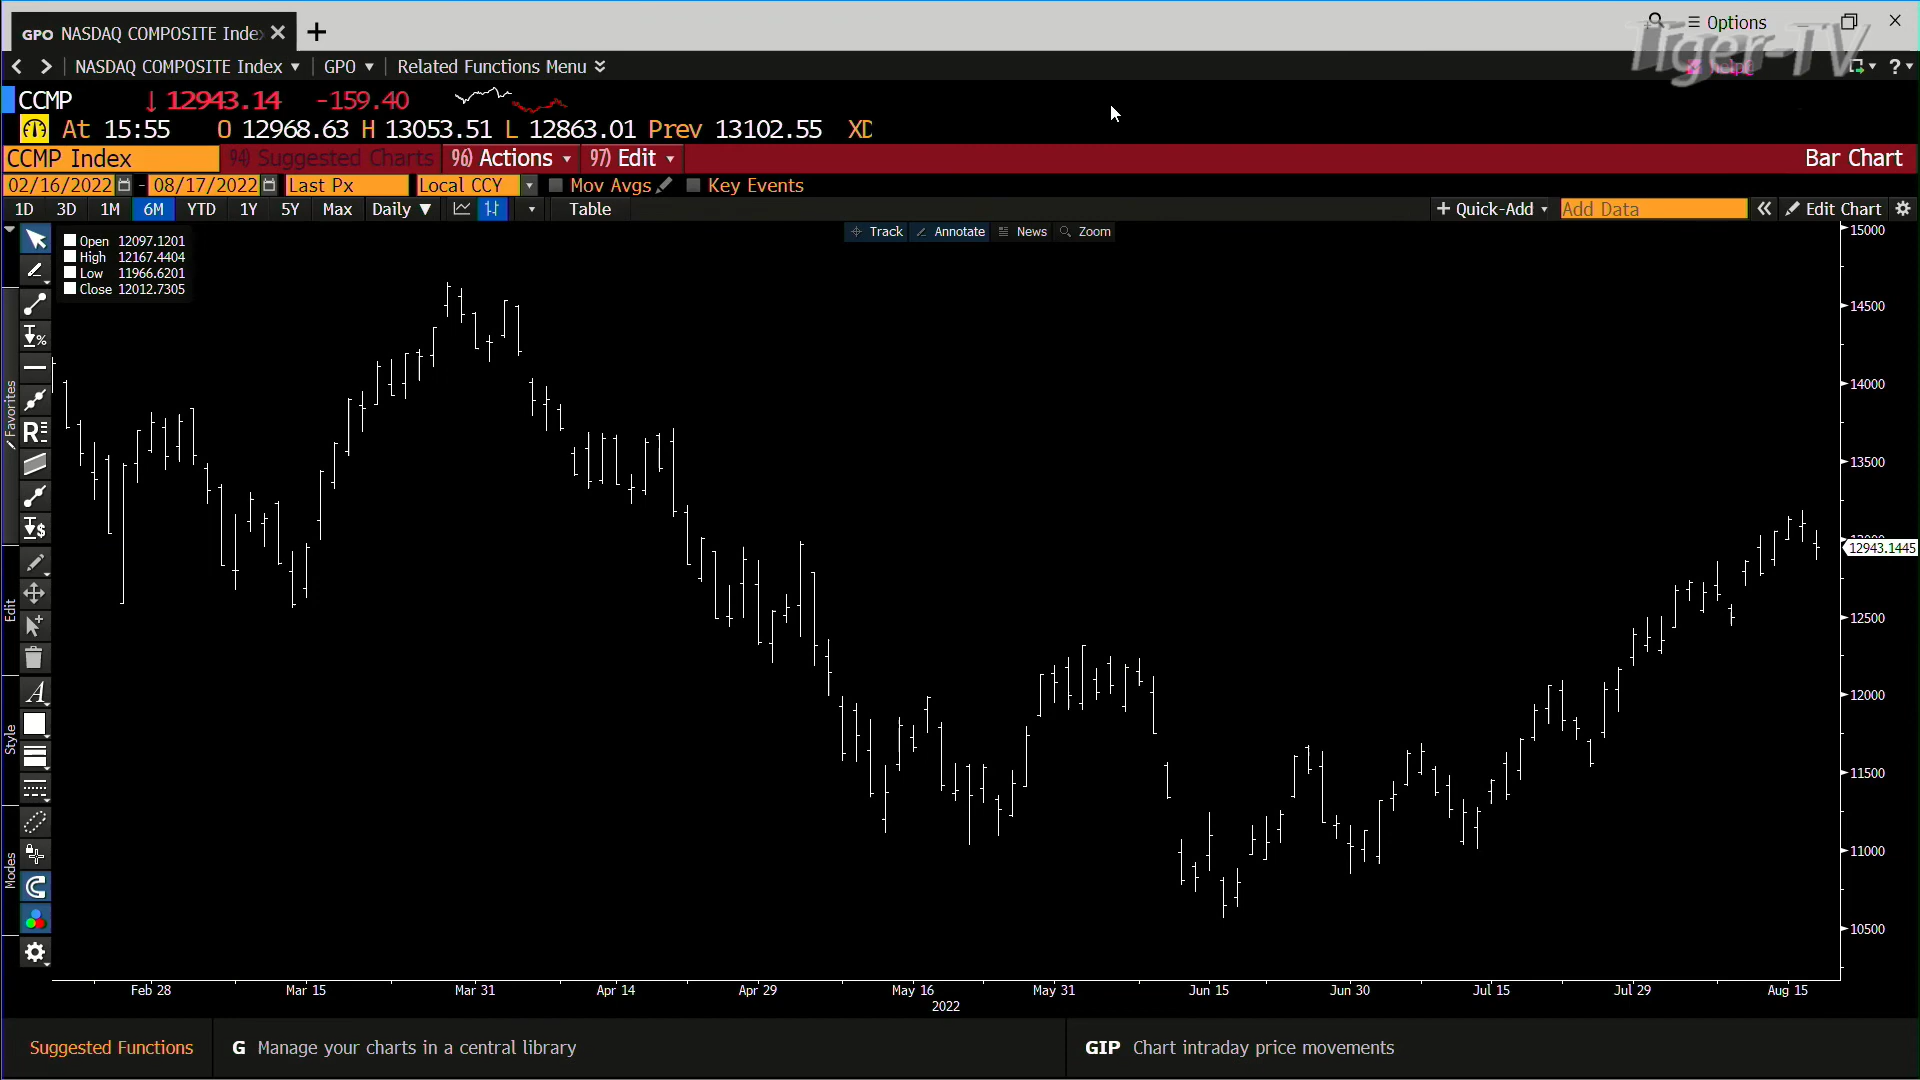 GPO NASDAQ COMPOSITE Inde
Options
Tiger-TV
NASDAQ COMPOSITE Index GPO Related Functions Menu
CCMP 12943.14 -159.40
At 15:55 O 12968.63 H 13053.51 L 12863.01 Prev 13102.55 XD
CCMP Index 94) Suggested Charts 96) Actions 97) Edit Bar Chart
02/16/2022 - 08/17/2022 Last Px Local CCY Mov Avgs Key Events
1D 3D 1M 6M YTD 1Y 5Y Max Daily Table + Quick-Add Add Data Edit Chart
Track Annotate News Zoom
Open 12097.1201
High 12167.4404
Low 11966.6201
Close 12012.7305
Favorites
Edit
Style
Modes
15000
14500
14000
13500
12943.1445
12500
12000
11500
11000
10500
Feb 28 Mar 15 Mar 31 Apr 14 Apr 29 May 16 May 31 Jun 15 Jun 30 Jul 15 Jul 29 Aug 15
2022
Suggested Functions G Manage your charts in a central library GIP Chart intraday price movements